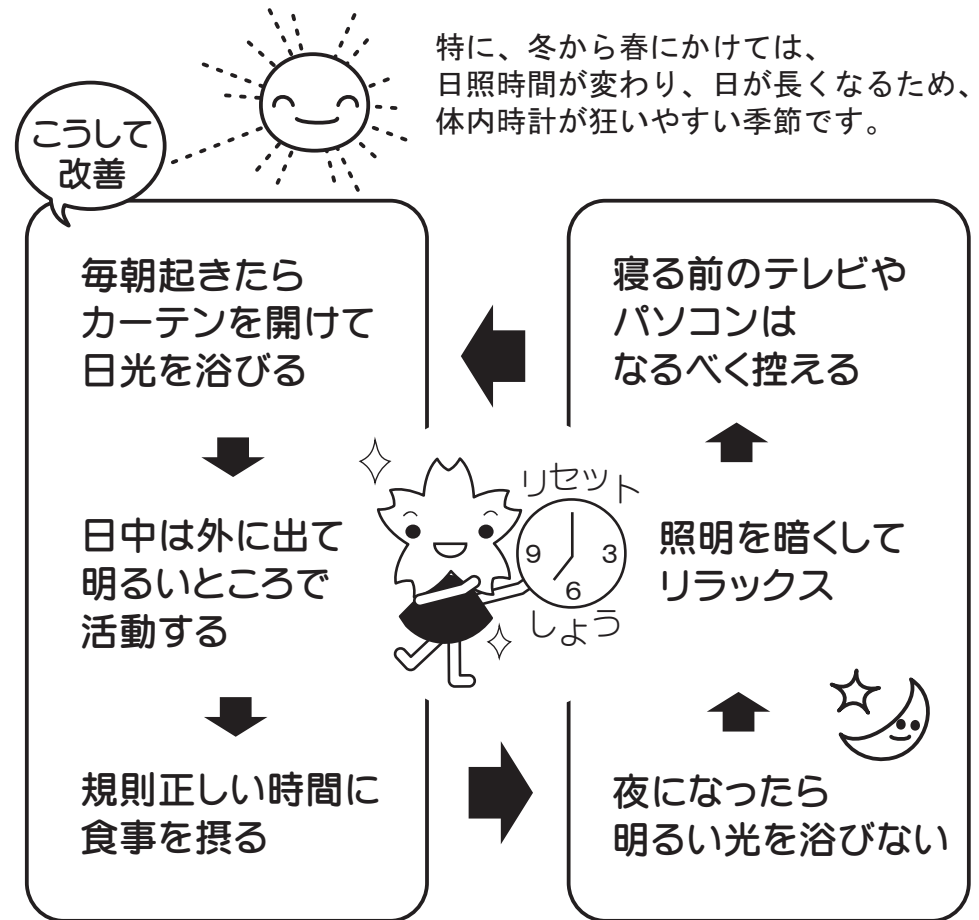 特に、冬から春にかけては、
日照時間が変わり、日が長くなるため、
体内時計が狂いやすい季節です。
こうして
改善
毎朝起きたら
カーテンを開けて
日光を浴びる
日中は外に出て
明るいところで
活動する
規則正しい時間に
食事を摂る
夜になったら
明るい光を浴びない
照明を暗くして
リラックス
寝る前のテレビや
パソコンは
なるべく控える
リセット
9
3
6
しよう